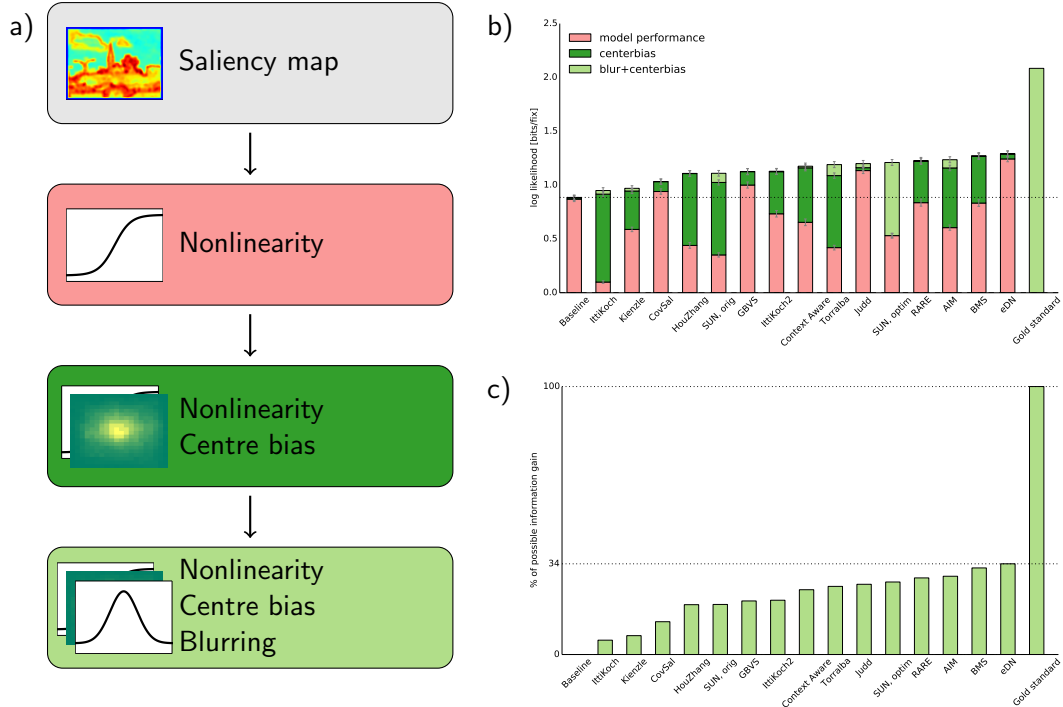 a)
Saliency map
Nonlinearity
Nonlinearity
Centre bias
Nonlinearity
Centre bias
Blurring
b)
2.5
2.0
1.5
1.0
0.5
0.0
log likelihood [bits/fix]
model performance
centerbias
blur+centerbias
Baseline
IttiKoch
Kienzle
CovSal
HouZhang
SUN, orig
GBVS
IttiKoch2
Context Aware
Torralba
Judd
SUN, optim
RARE
AIM
BMS
eDN
Gold standard
c)
100
34
0
% of possible information gain
Baseline
IttiKoch
Kienzle
CovSal
HouZhang
SUN, orig
GBVS
IttiKoch2
Context Aware
Torralba
Judd
SUN, optim
RARE
AIM
BMS
eDN
Gold standard